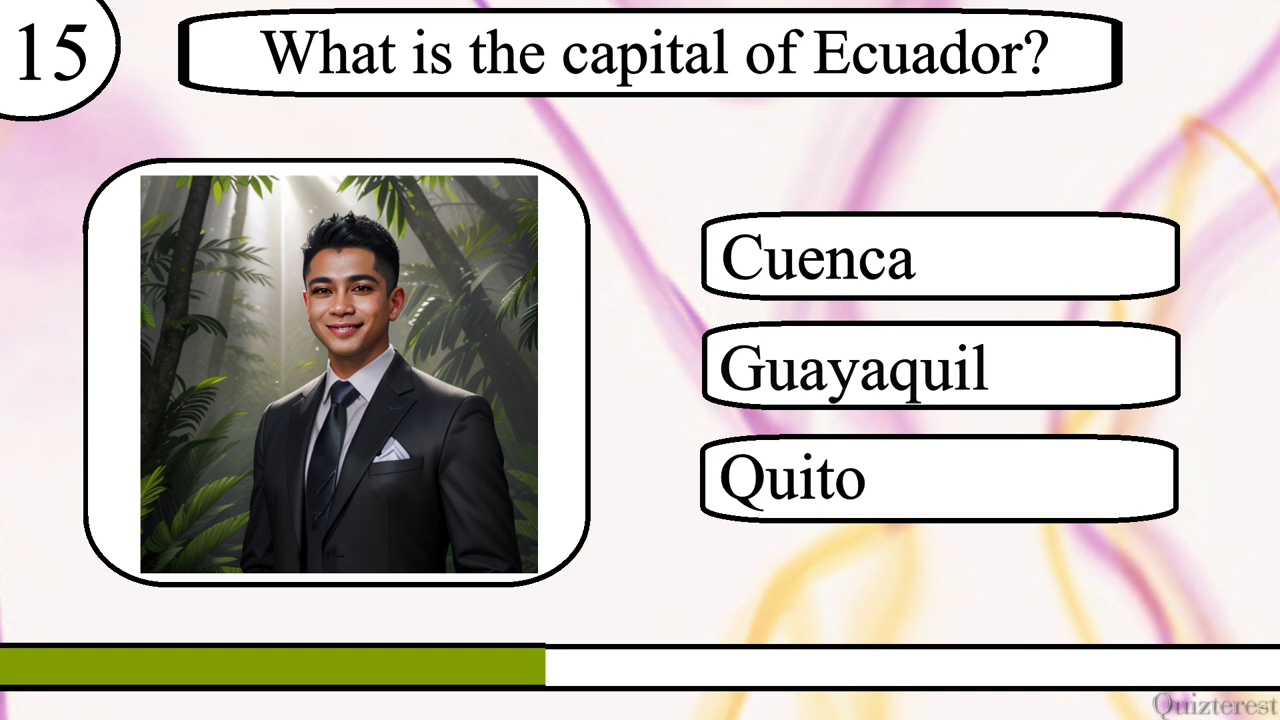 15
What is the capital of Ecuador?
Cuenca
Guayaquil
Quito
Quizterest